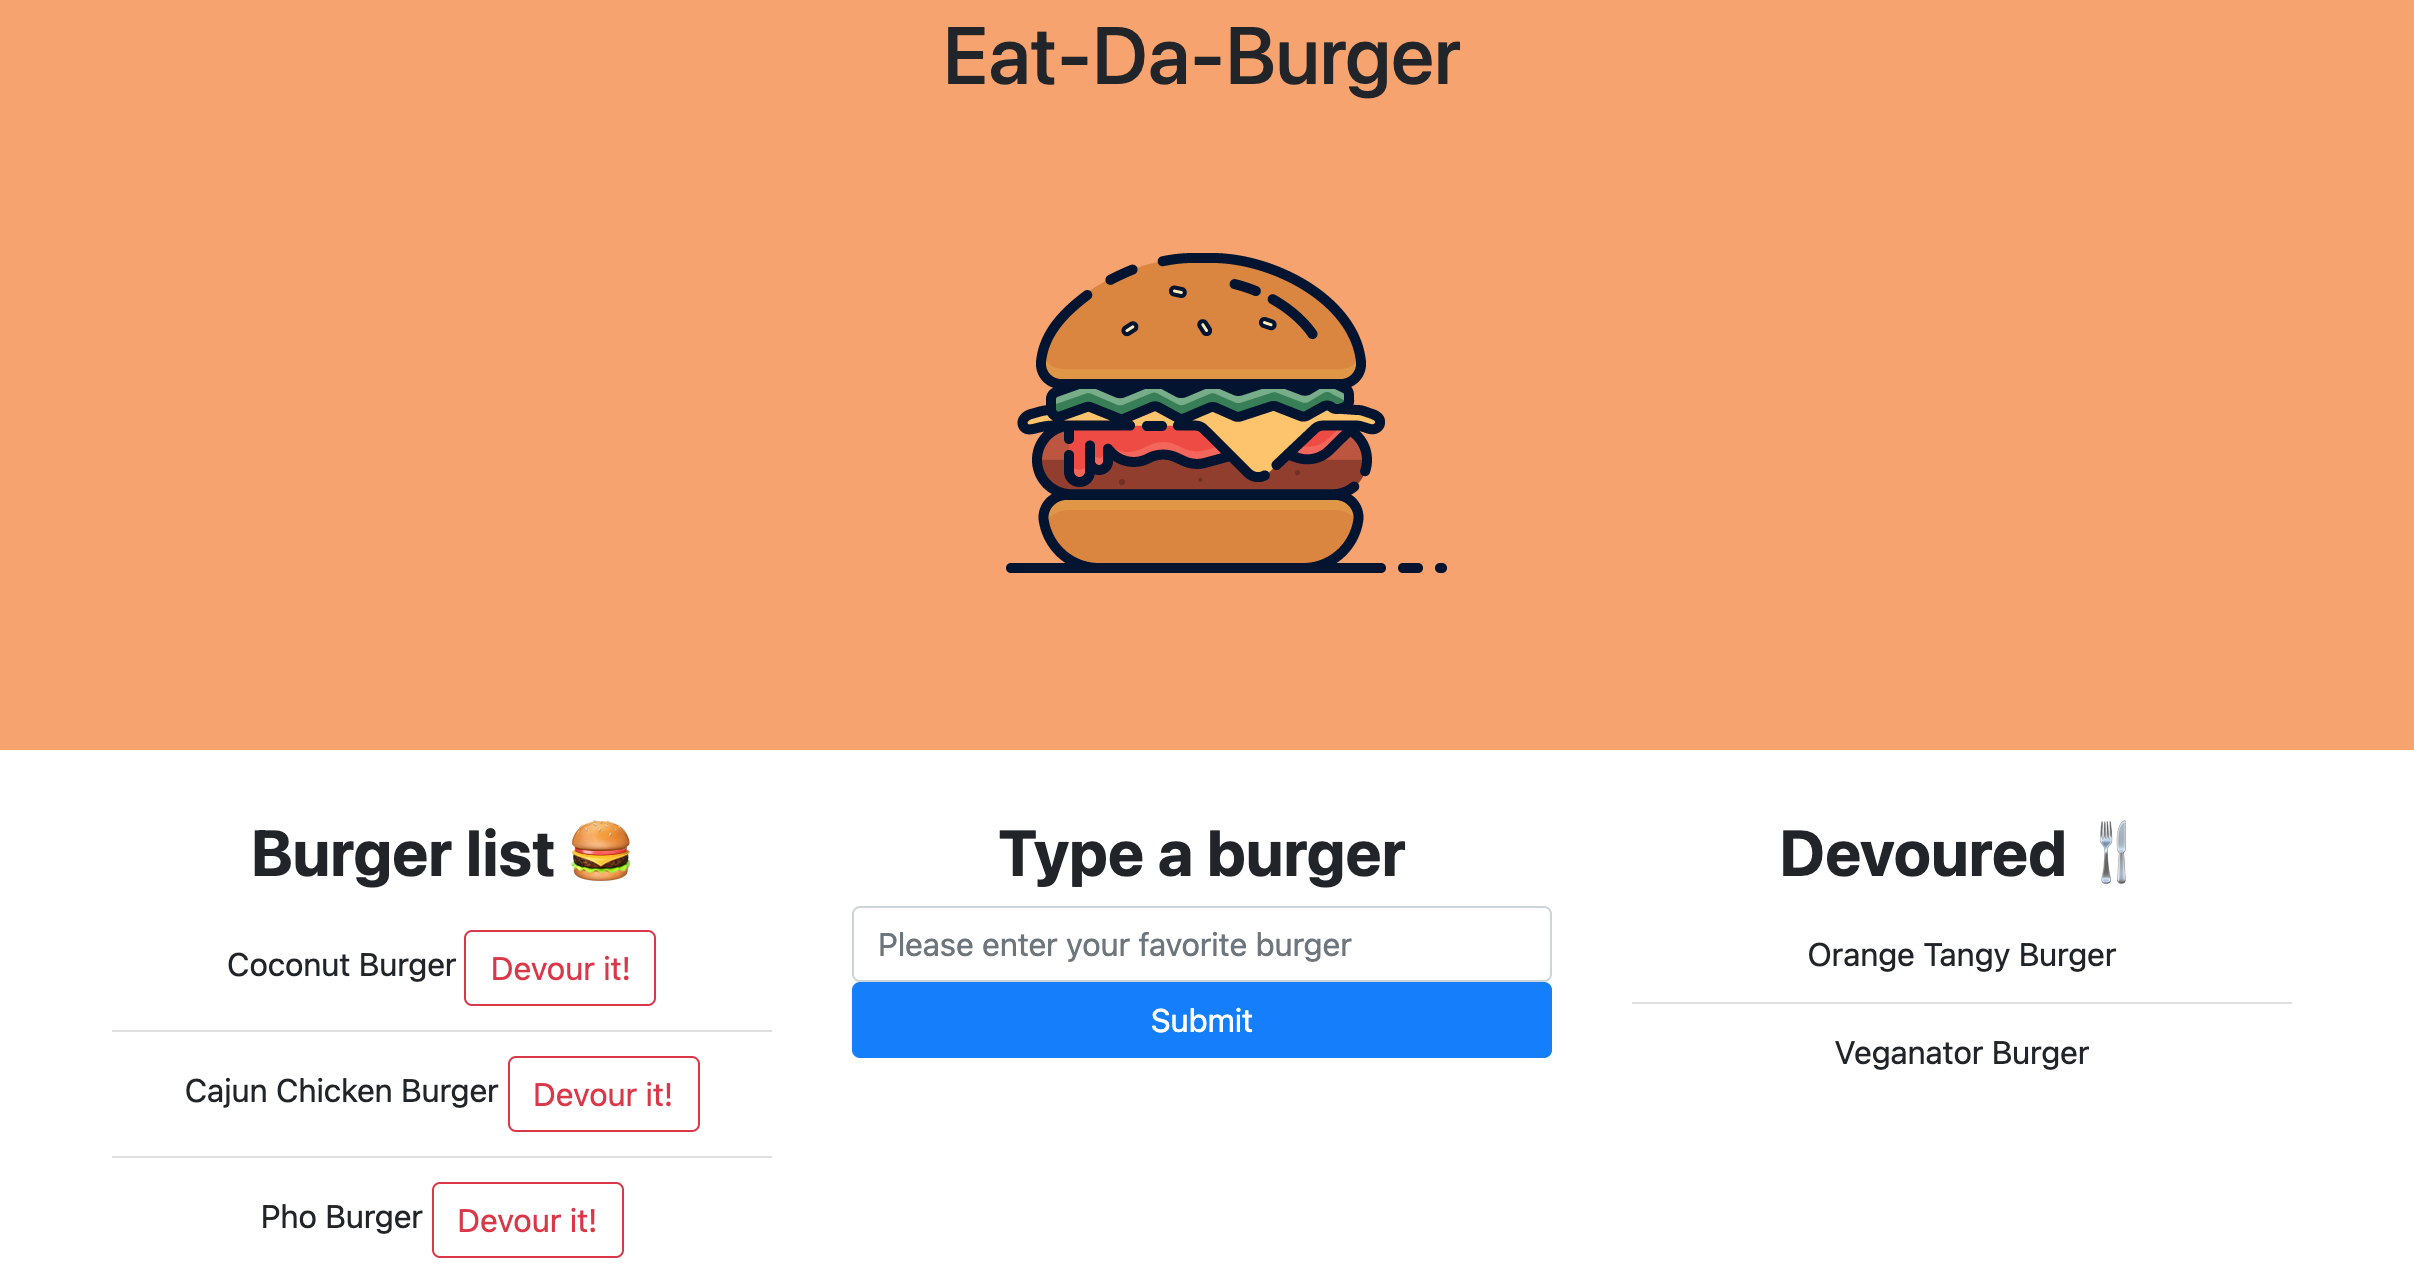 Eat-Da-Burger
Burger list 🍔
Coconut Burger Devour it!
Cajun Chicken Burger Devour it!
Pho Burger Devour it!
Type a burger
Please enter your favorite burger
Submit
Devoured 🍴
Orange Tangy Burger
Veganator Burger